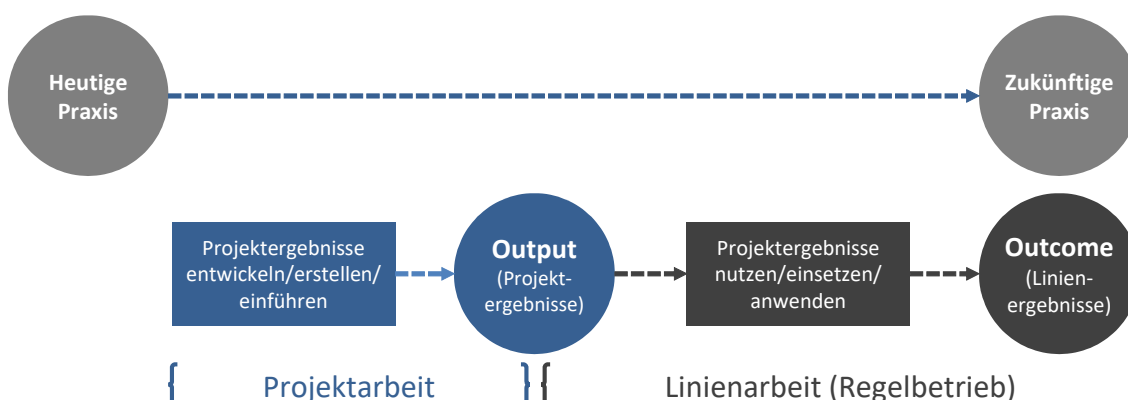 Heutige
Praxis
Zukünftige
Praxis
Projektergebnisse
entwickeln/erstellen/
einführen
Output
(Projekt-
ergebnisse)
Projektergebnisse
nutzen/einsetzen/
anwenden
Outcome
(Linien-
ergebnisse)
Projektarbeit
Linienarbeit (Regelbetrieb)